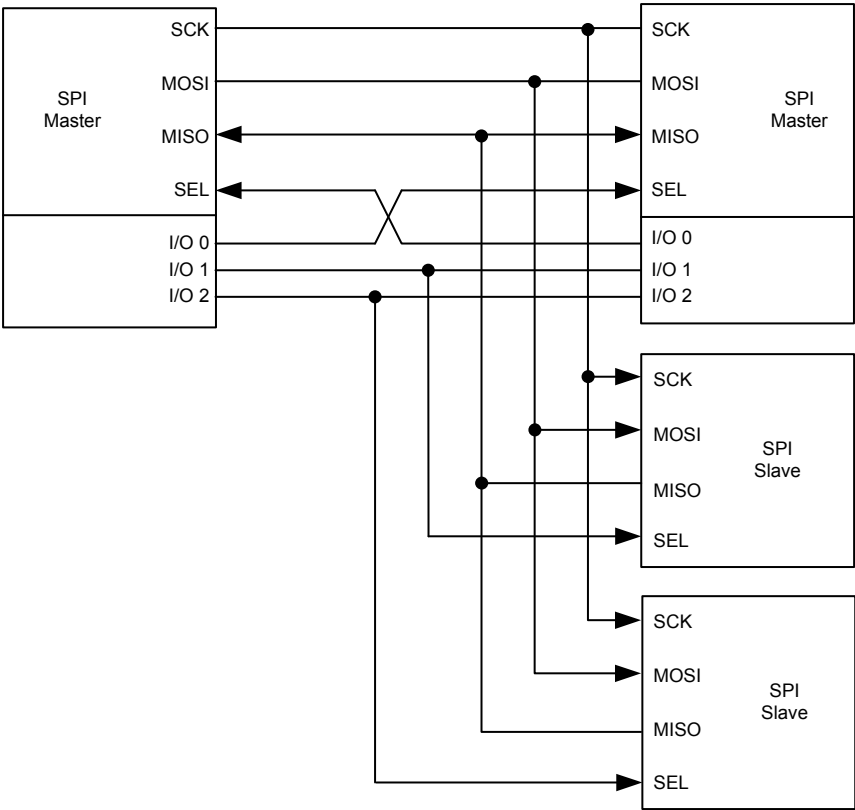 SCK
MOSI
SPI
Master
MISO
SEL
I/O 0
I/O 1
I/O 2
SCK
MOSI
SPI
Master
MISO
SEL
I/O 0
I/O 1
I/O 2
SCK
MOSI
SPI
Slave
MISO
SEL
SCK
MOSI
SPI
Slave
MISO
SEL